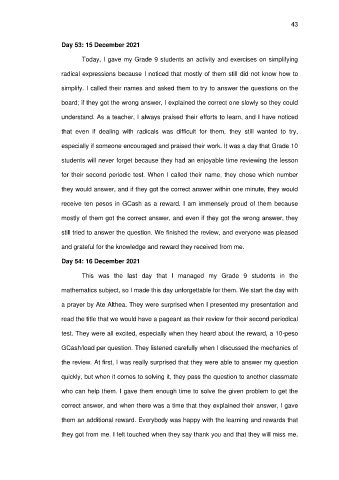 43
Day 53: 15 December 2021
Today, I gave my Grade 9 students an activity and exercises on simplifying
radical expressions because I noticed that mostly of them still did not know how to
simplify. I called their names and asked them to try to answer the questions on the
board; if they got the wrong answer, I explained the correct one slowly so they could
understand. As a teacher, I always praised their efforts to learn, and I have noticed
that even if dealing with radicals was difficult for them, they still wanted to try,
especially if someone encouraged and praised their work. It was a day that Grade 10
students will never forget because they had an enjoyable time reviewing the lesson
for their second periodic test. When I called their name, they chose which number
they would answer, and if they got the correct answer within one minute, they would
receive ten pesos in GCash as a reward. I am immensely proud of them because
mostly of them got the correct answer, and even if they got the wrong answer, they
still tried to answer the question. We finished the review, and everyone was pleased
and grateful for the knowledge and reward they received from me.
Day 54: 16 December 2021
This was the last day that I managed my Grade 9 students in the
mathematics subject, so I made this day unforgettable for them. We start the day with
a prayer by Ate Althea. They were surprised when I presented my presentation and
read the title that we would have a pageant as their review for their second periodical
test. They were all excited, especially when they heard about the reward, a 10-peso
GCash/load per question. They listened carefully when I discussed the mechanics of
the review. At first, I was really surprised that they were able to answer my question
quickly, but when it comes to solving it, they pass the question to another classmate
who can help them. I gave them enough time to solve the given problem to get the
correct answer, and when there was a time that they explained their answer, I gave
them an additional reward. Everybody was happy with the learning and rewards that
they got from me. I felt touched when they say thank you and that they will miss me.